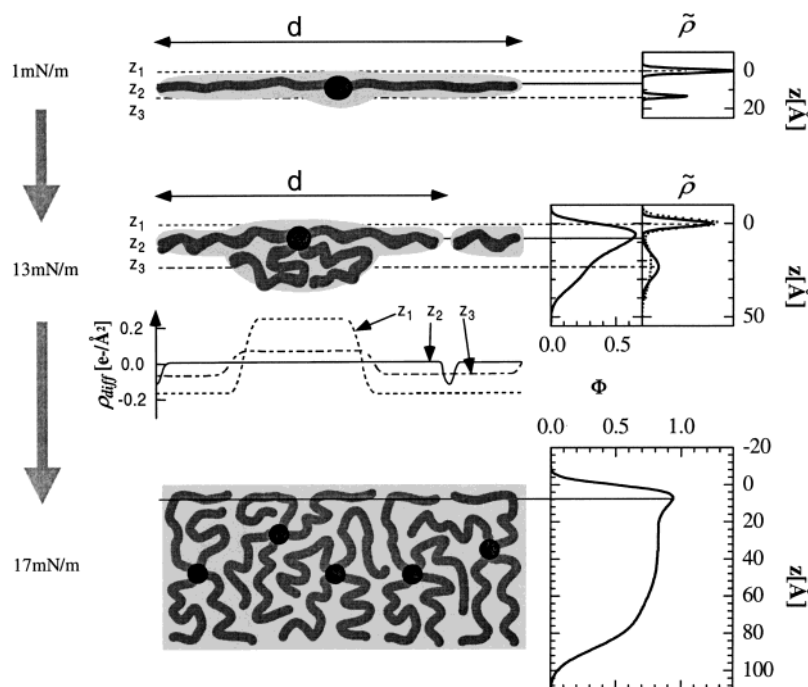 d
ρ̃
1mN/m
z₁
z₂
z₃
0
20
z[Å]
d
ρ̃
13mN/m
z₁
z₂
z₃
0
50
z[Å]
0.0 0.5
Φ
z₁ z₂ z₃
ρdiff [e-/Å²]
0.2
0.0
-0.2
0.0 0.5 1.0
17mN/m
-20
0
20
40
60
80
100
z[Å]